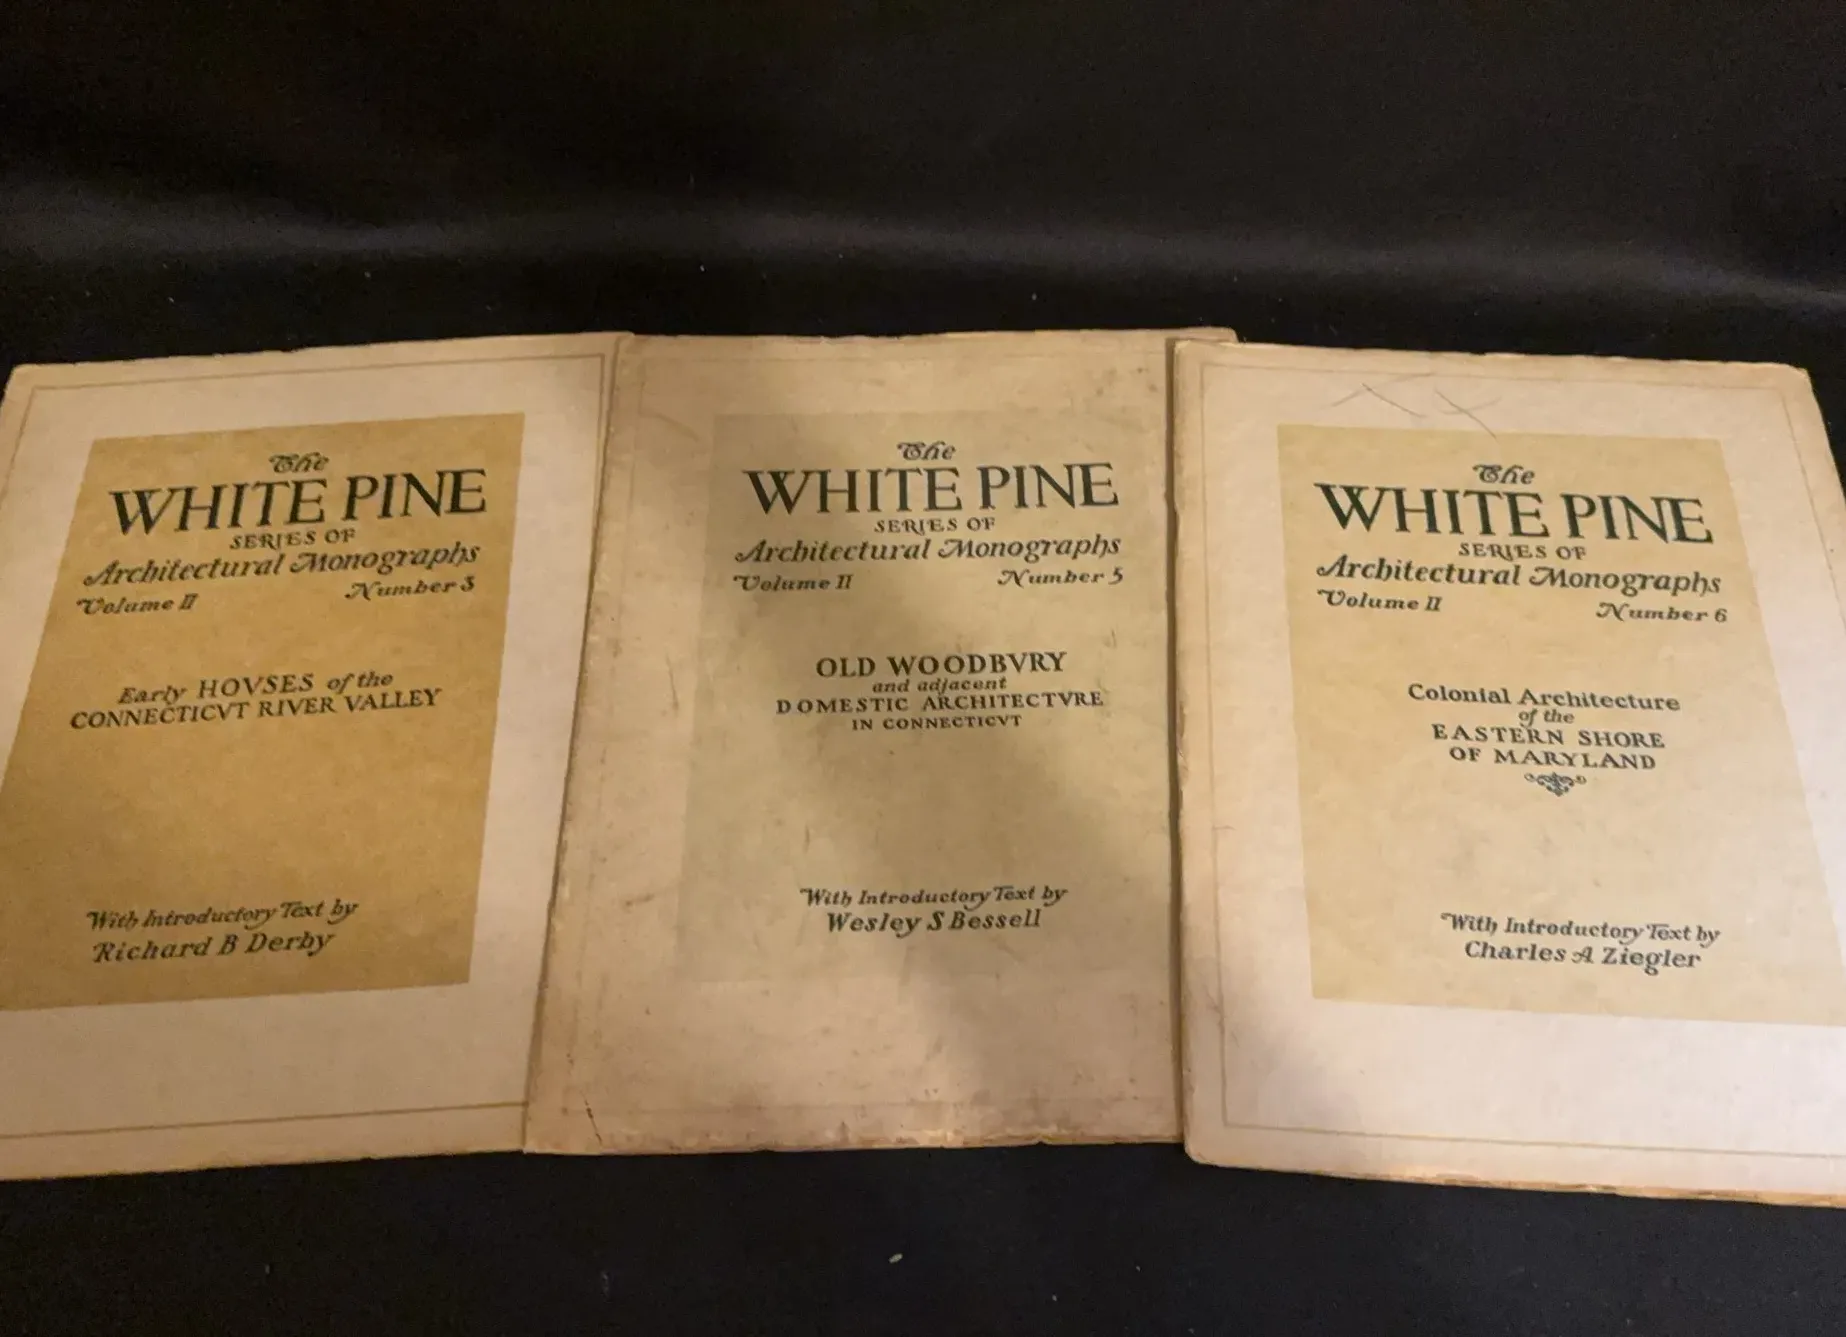 The
WHITE PINE
SERIES OF
Architectural Monographs
Volume II Number 3
Early HOVSES of the
CONNECTICVT RIVER VALLEY
With Introductory Text by
Richard B Derby
The
WHITE PINE
SERIES OF
Architectural Monographs
Volume II Number 5
OLD WOODBVRY
and adjacent
DOMESTIC ARCHITECTVRE
IN CONNECTICVT
With Introductory Text by
Wesley S Bessell
The
WHITE PINE
SERIES OF
Architectural Monographs
Volume II Number 6
Colonial Architecture
of the
EASTERN SHORE
OF MARYLAND
With Introductory Text by
Charles A Ziegler